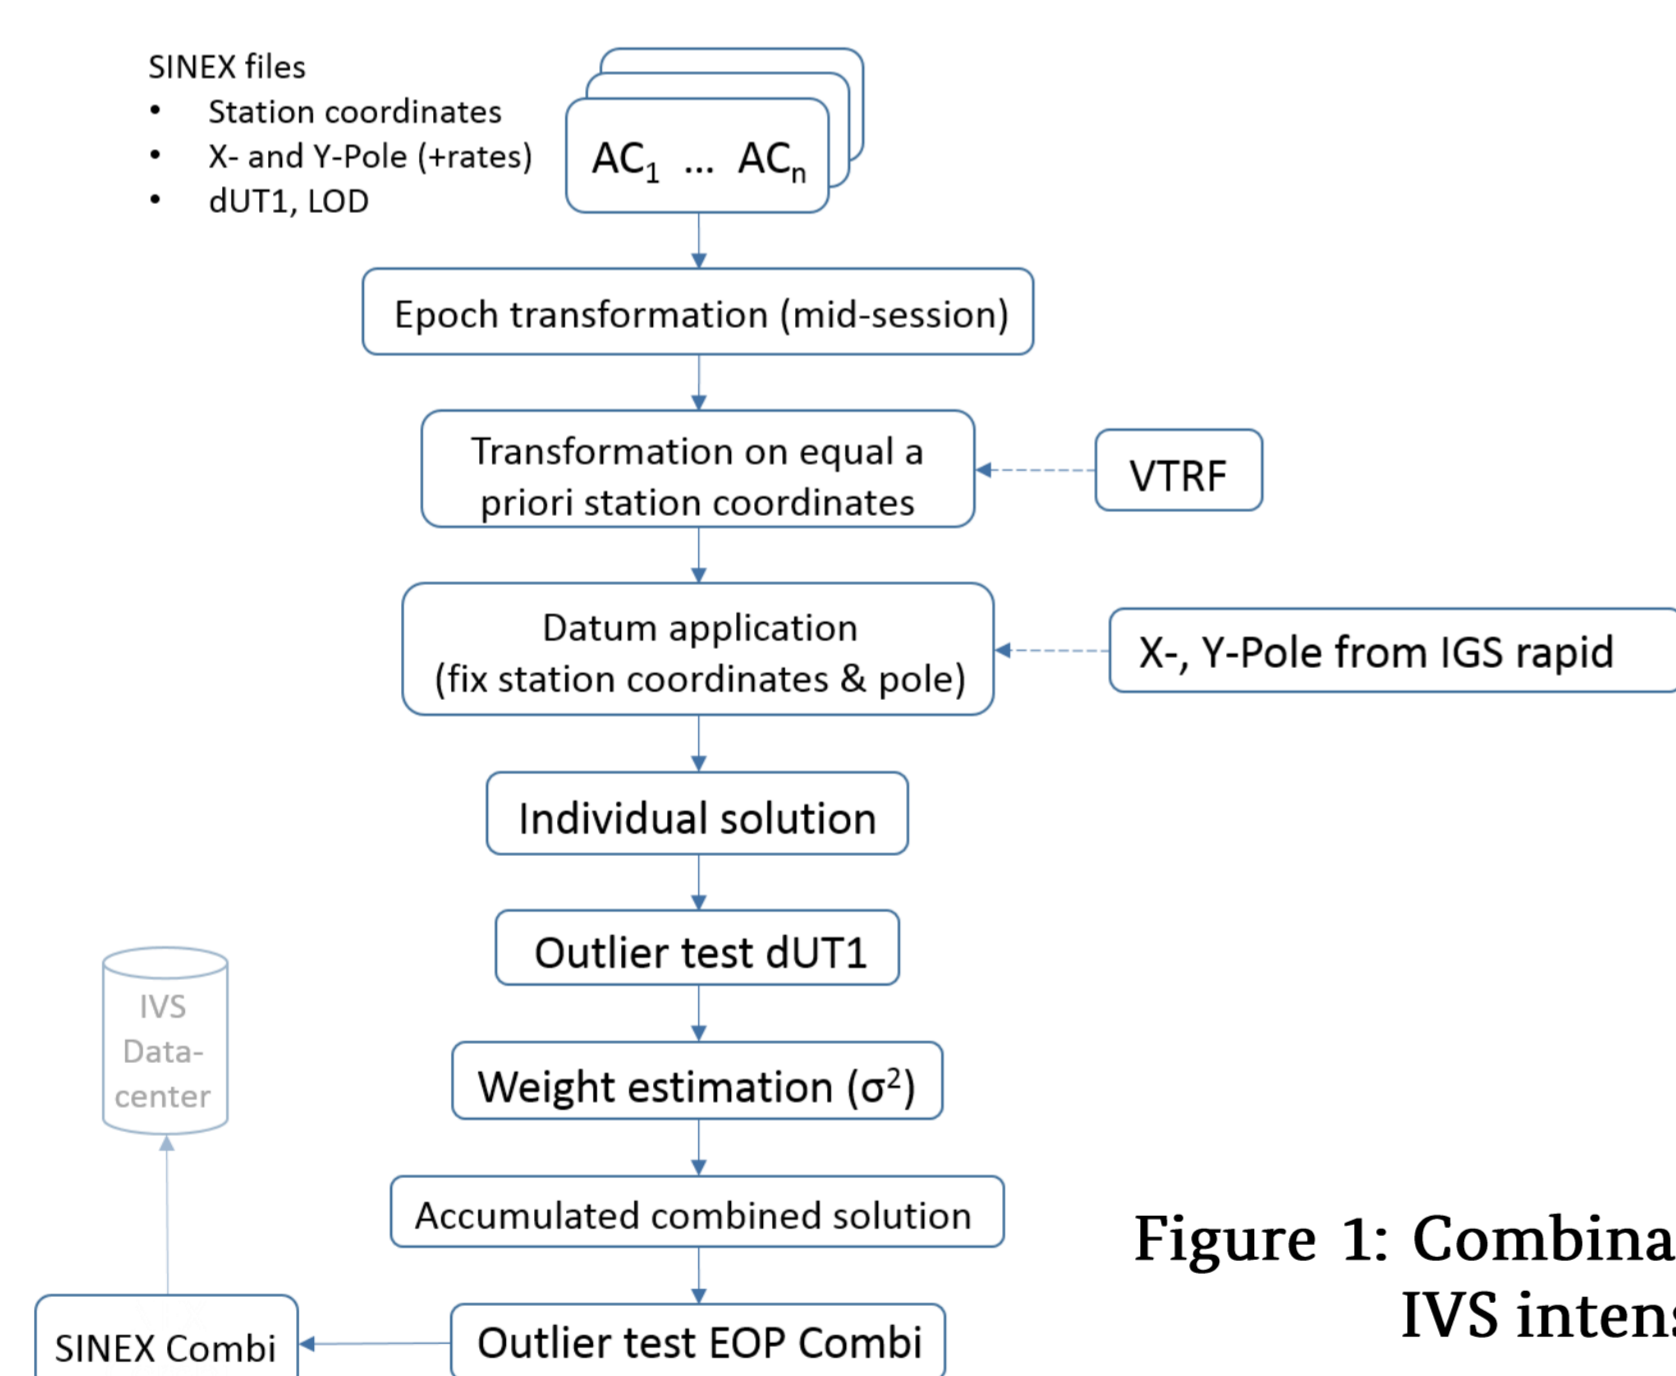 SINEX files
• Station coordinates
• X- and Y-Pole (+rates)
• dUT1, LOD
AC₁ ... ACₙ
Epoch transformation (mid-session)
Transformation on equal a
priori station coordinates
VTRF
Datum application
(fix station coordinates & pole)
X-, Y-Pole from IGS rapid
Individual solution
Outlier test dUT1
IVS
Data-
center
Weight estimation (σ²)
Accumulated combined solution
Outlier test EOP Combi
SINEX Combi
Figure 1: Combina
IVS intens